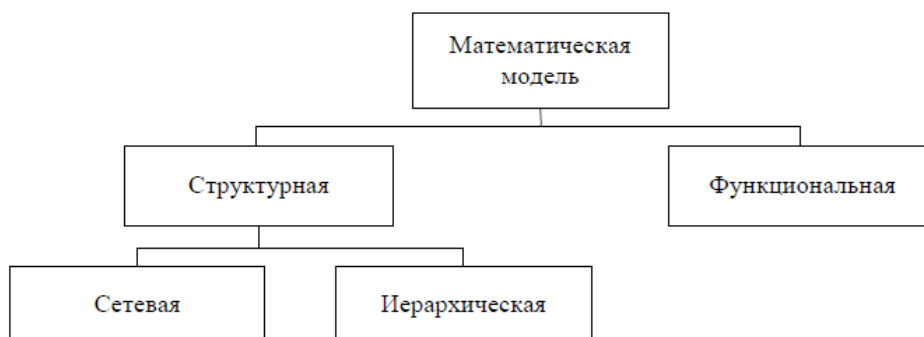 Математическая
модель
Структурная
Функциональная
Сетевая
Иерархическая